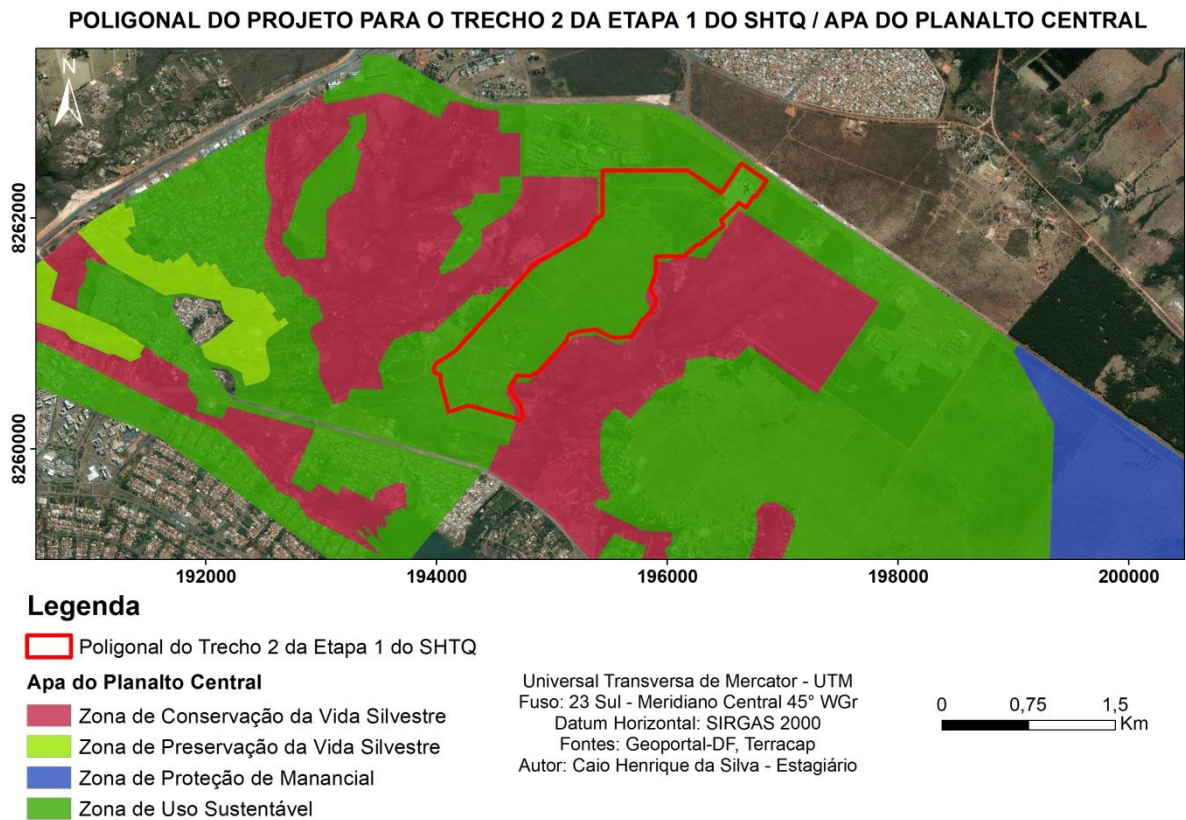 POLIGONAL DO PROJETO PARA O TRECHO 2 DA ETAPA 1 DO SHTQ / APA DO PLANALTO CENTRAL
N
8262000
8260000
192000
194000
196000
198000
200000
Legenda
Poligonal do Trecho 2 da Etapa 1 do SHTQ
Apa do Planalto Central
Zona de Conservação da Vida Silvestre
Zona de Preservação da Vida Silvestre
Zona de Proteção de Manancial
Zona de Uso Sustentável
Universal Transversa de Mercator - UTM
Fuso: 23 Sul - Meridiano Central 45° WGr
Datum Horizontal: SIRGAS 2000
Fontes: Geoportal-DF, Terracap
Autor: Caio Henrique da Silva - Estagiário
0 0,75 1,5
Km